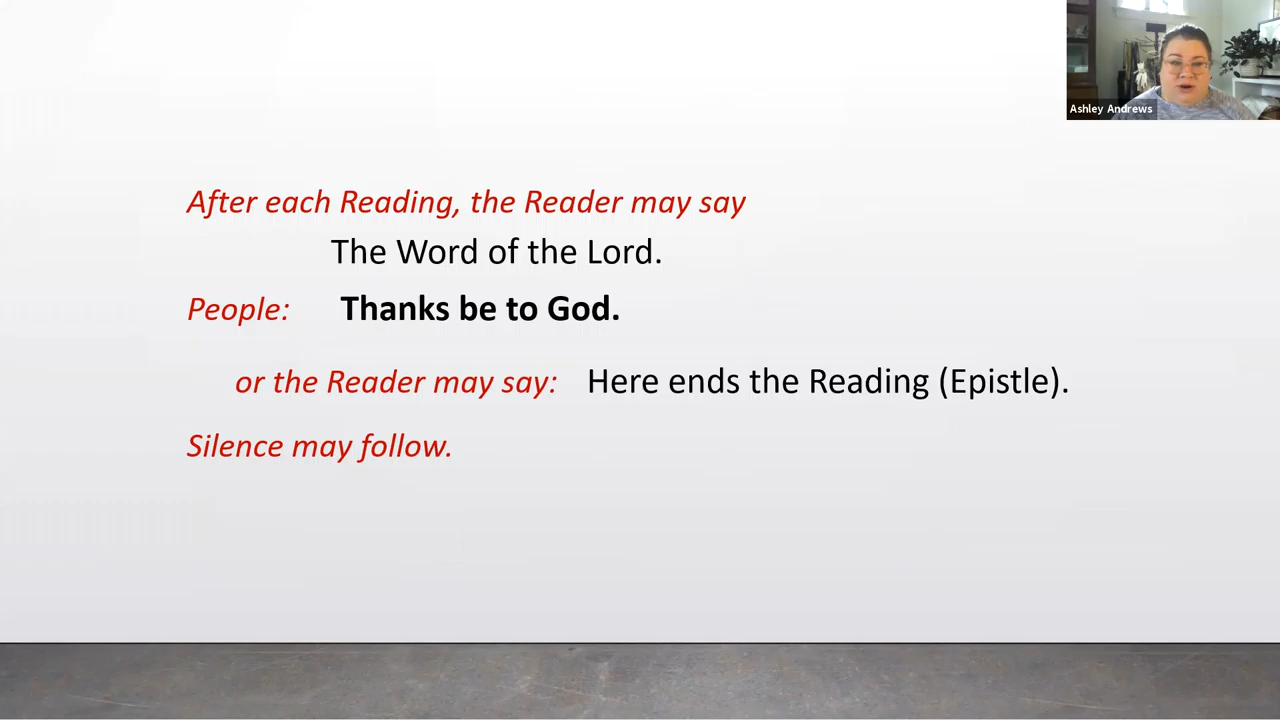 Ashley Andrews
After each Reading, the Reader may say
The Word of the Lord.
People: Thanks be to God.
or the Reader may say: Here ends the Reading (Epistle).
Silence may follow.